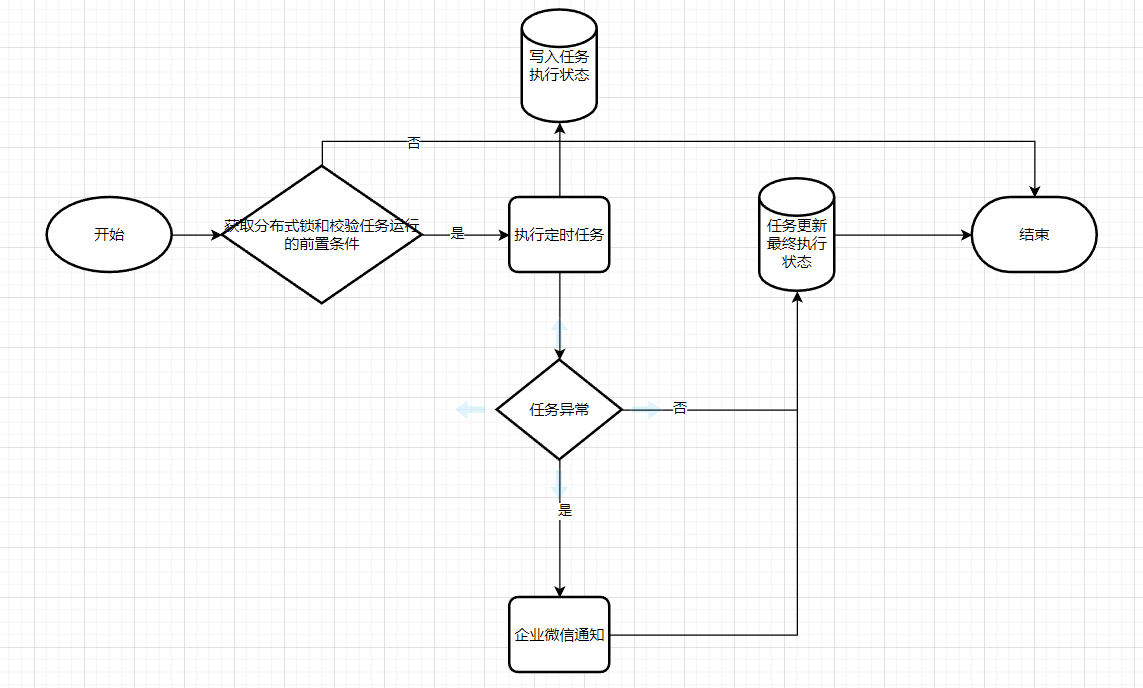 写入任务
执行状态
否
开始
获取分布式锁和校验任务运行
的前置条件
是
执行定时任务
任务更新
最终执行
状态
结束
任务异常
否
是
企业微信通知